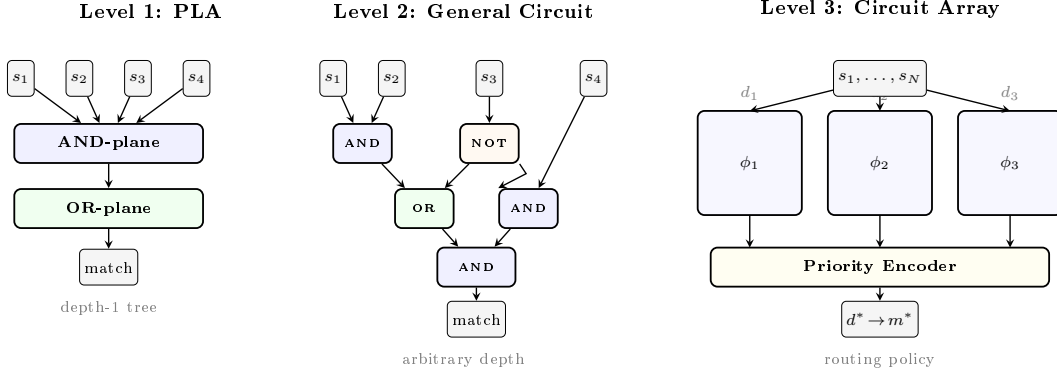 Level 1: PLA
s₁ s₂ s₃ s₄
AND-plane
OR-plane
match
depth-1 tree
Level 2: General Circuit
s₁ s₂ s₃ s₄
AND NOT
OR AND
AND
match
arbitrary depth
Level 3: Circuit Array
s₁, . . . , s_N
d₁ d₃
ϕ₁ ϕ₂ ϕ₃
Priority Encoder
d* → m*
routing policy